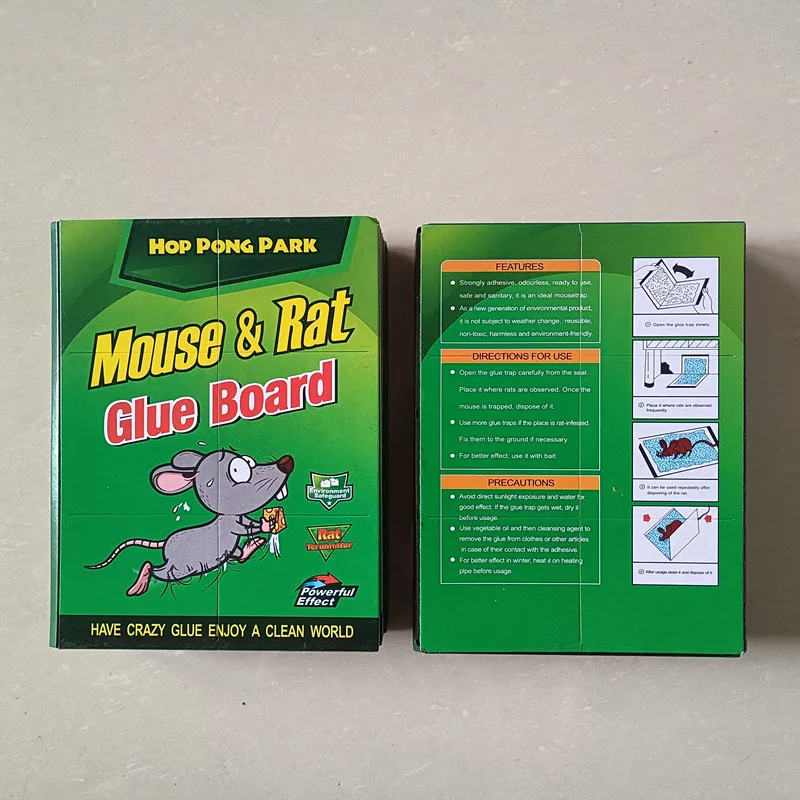 HOP PONG PARK
Mouse & Rat
Glue Board
Environment
Safeguard
Rat
Terminator
Powerful
Effect
HAVE CRAZY GLUE ENJOY A CLEAN WORLD
FEATURES
Strongly adhesive, odourless, ready to use,
safe and sanitary, it is an ideal mousetrap.
As a new generation of environmental product,
it is not subject to weather change, reusable,
non-toxic, harmless and environment-friendly
DIRECTIONS FOR USE
Open the glue trap carefully from the seal.
Place it where rats are observed. Once the
mouse is trapped, dispose of it.
Use more glue traps if the place is rat-infested.
Fix them to the ground if necessary.
For better effect, use it with bait.
PRECAUTIONS
Avoid direct sunlight exposure and water for
good effect. If the glue trap gets wet, dry it
before usage.
Use vegetable oil and then cleansing agent to
remove the glue from clothes or other articles
in case of their contact with the adhesive.
For better effect in winter, heat it on heating
pipe before usage.
1 Open the glue trap slowly.
2 Place it where rats are observed
frequently.
3 It can be used repeatedly after
disposing of the rat.
4 After usage,close it and dispose of it.